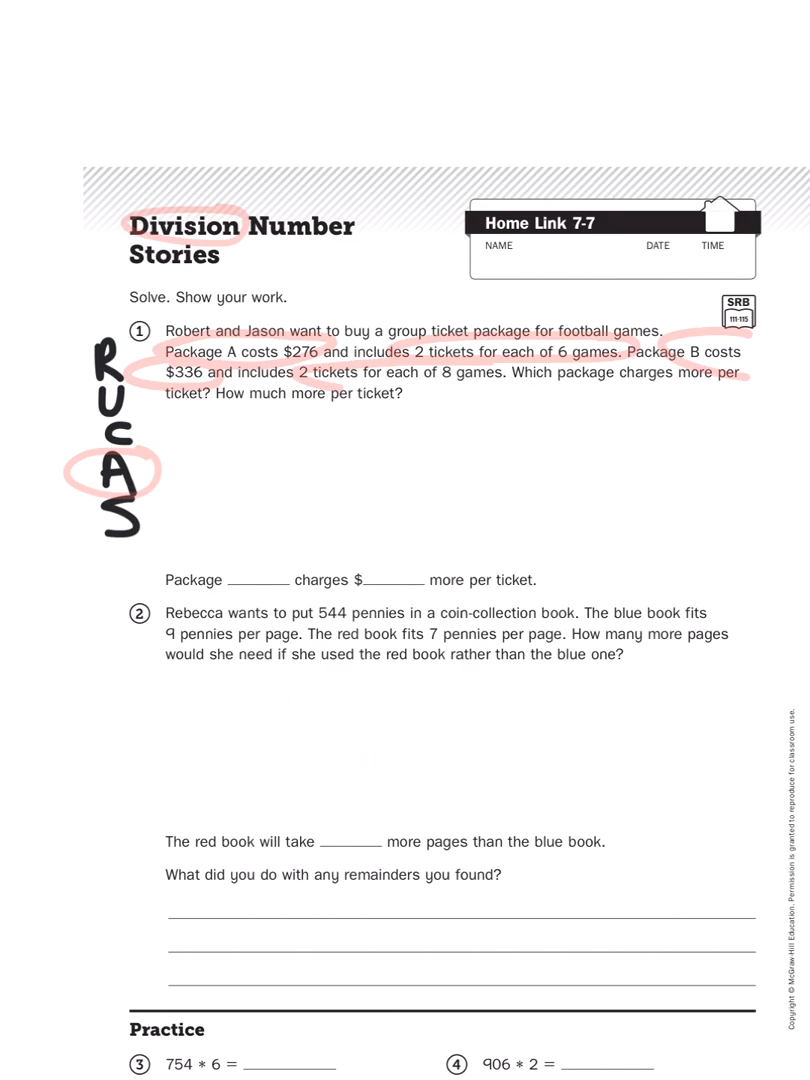 Division Number
Stories
Home Link 7-7
NAME DATE TIME
Solve. Show your work.
SRB
111-115
1 Robert and Jason want to buy a group ticket package for football games.
Package A costs $276 and includes 2 tickets for each of 6 games. Package B costs
$336 and includes 2 tickets for each of 8 games. Which package charges more per
ticket? How much more per ticket?
R
U
C
A
S
Package ________ charges $________ more per ticket.
2 Rebecca wants to put 544 pennies in a coin-collection book. The blue book fits
9 pennies per page. The red book fits 7 pennies per page. How many more pages
would she need if she used the red book rather than the blue one?
The red book will take ________ more pages than the blue book.
What did you do with any remainders you found?
Practice
3 754 * 6 = ____________ 4 906 * 2 = ____________
Copyright © McGraw-Hill Education. Permission is granted to reproduce for classroom use.